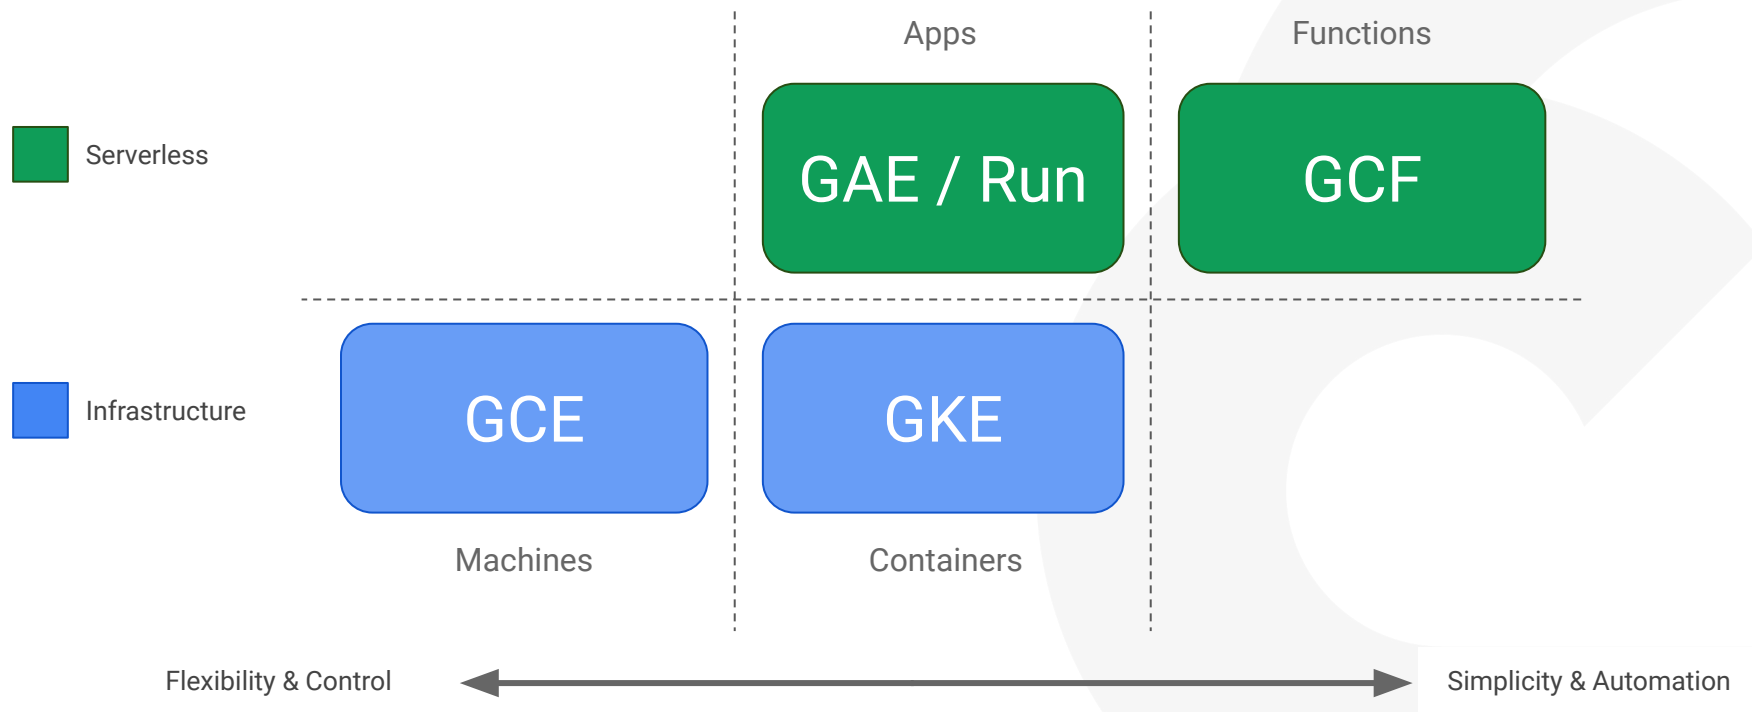 Apps
Functions
Serverless
GAE / Run
GCF
Infrastructure
GCE
GKE
Machines
Containers
Flexibility & Control
Simplicity & Automation